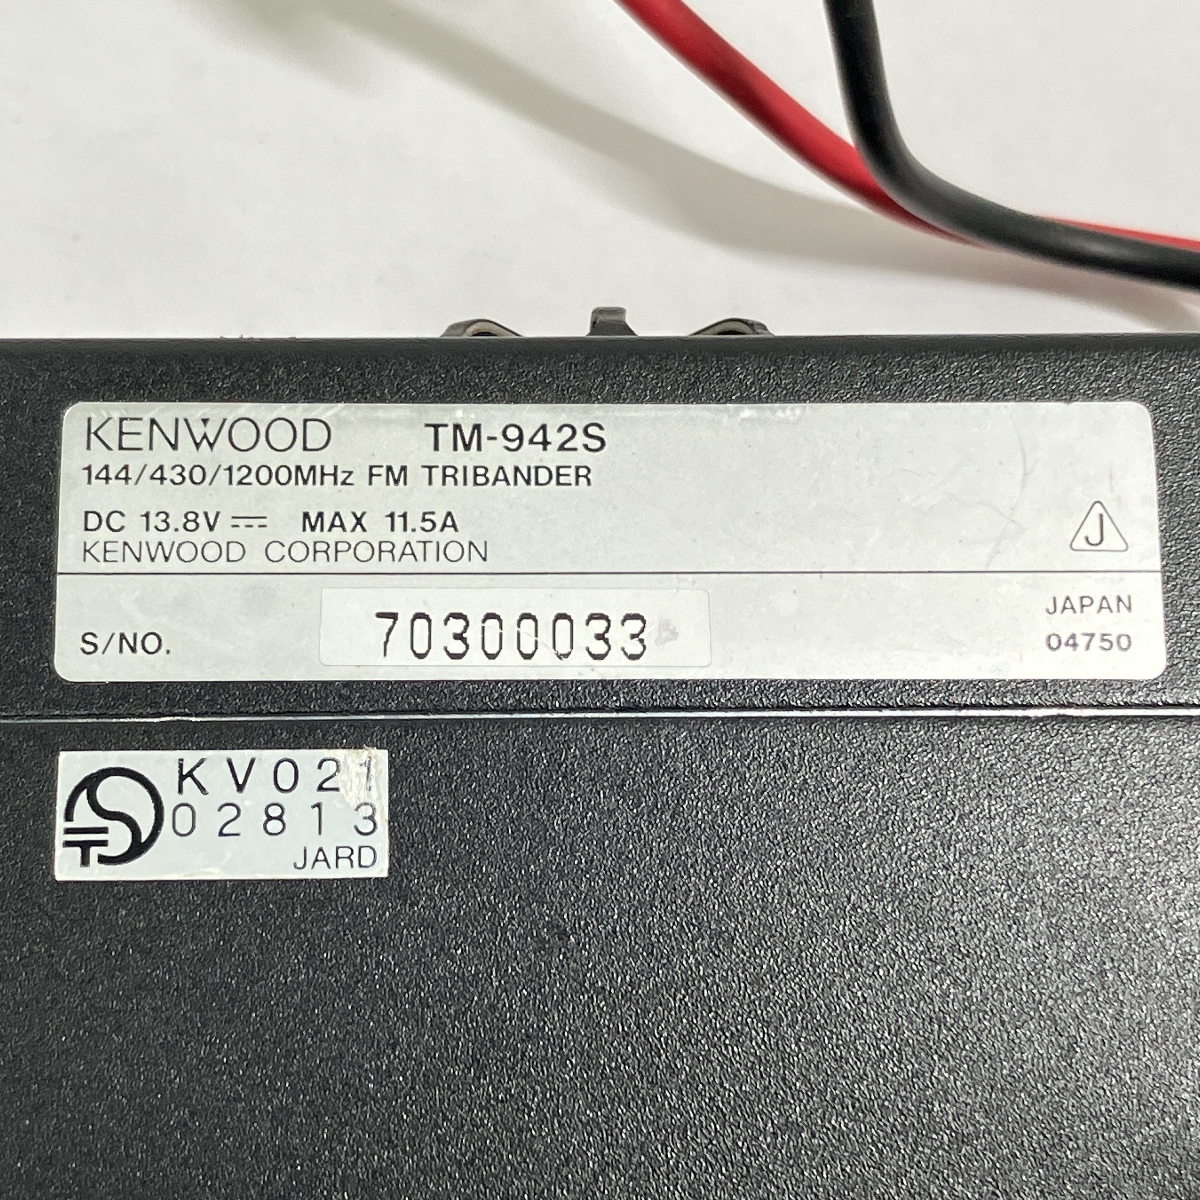 KENWOOD TM-942S
144/430/1200MHz FM TRIBANDER
DC 13.8V MAX 11.5A
KENWOOD CORPORATION
J
S/NO. 70300033
JAPAN
04750
KV021
02813
JARD